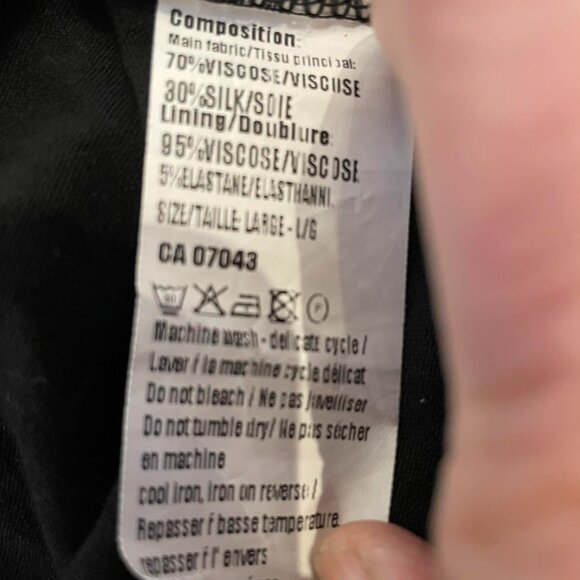 Composition:
Main fabric/Tissu principal:
70%VISCOSE/VISCOSE
30%SILK/SOIE
Lining/Doublure:
95%VISCOSE/VISCOSE
5%ELASTANE/ELASTHANNE
SIZE/TAILLE LARGE-L/G
CA 07043
30
P
Machine wash-delicate cycle/
Laver ŕ la machine cycle délicat
Do not bleach/ Ne pas
Do not tumble dry/ Ne pas sécher
en machine
cool iron, iron on reverse/
Repasser ŕ basse température,
repasser ŕ l' envers